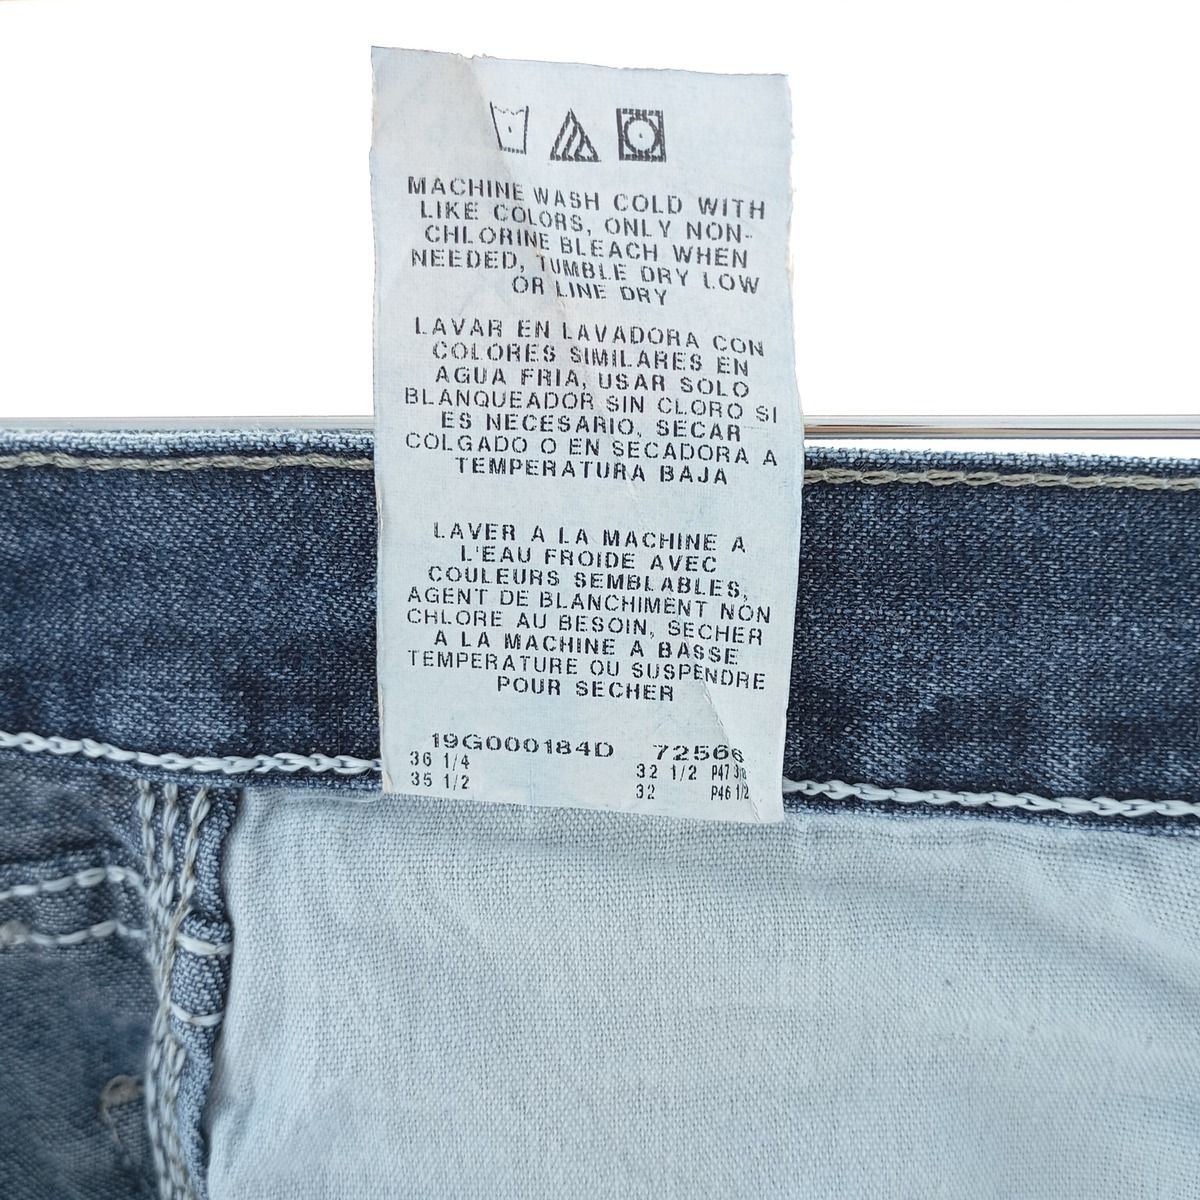 MACHINE WASH COLD WITH
LIKE COLORS, ONLY NON-
CHLORINE BLEACH WHEN
NEEDED, TUMBLE DRY LOW
OR LINE DRY
LAVAR EN LAVADORA CON
COLORES SIMILARES EN
AGUA FRIA, USAR SOLO
BLANQUEADOR SIN CLORO SI
ES NECESARIO, SECAR
COLGADO O EN SECADORA A
TEMPERATURA BAJA
LAVER A LA MACHINE A
L'EAU FROIDE AVEC
COULEURS SEMBLABLES,
AGENT DE BLANCHIMENT NON
CHLORE AU BESOIN, SECHER
A LA MACHINE A BASSE
TEMPERATURE OU SUSPENDRE
POUR SECHER
19G000184D 72566
36 1/4 32 1/2
35 1/2 32 P46 1/2